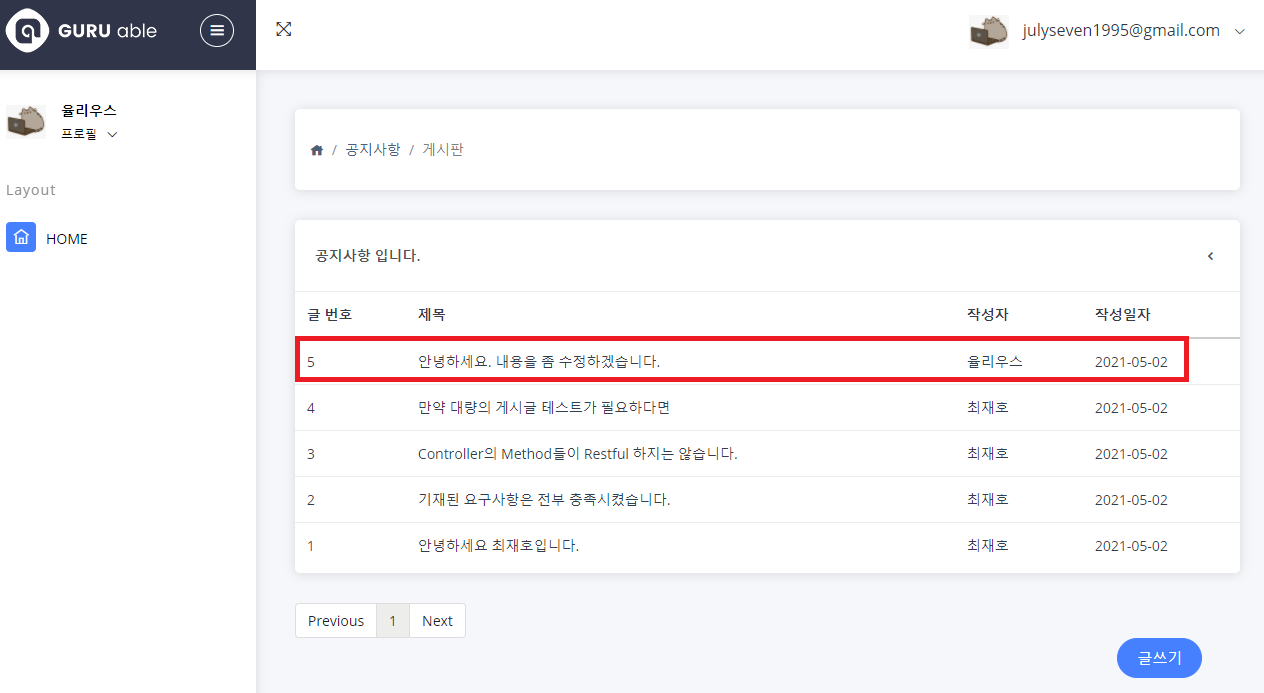 GURU able
julyseven1995@gmail.com
율리우스
프로필
Layout
HOME
/ 공지사항 / 게시판
공지사항 입니다.
글 번호 제목 작성자 작성일자
5 안녕하세요. 내용을 좀 수정하겠습니다. 율리우스 2021-05-02
4 만약 대량의 게시글 테스트가 필요하다면 최재호 2021-05-02
3 Controller의 Method들이 Restful 하지는 않습니다. 최재호 2021-05-02
2 기재된 요구사항은 전부 충족시켰습니다. 최재호 2021-05-02
1 안녕하세요 최재호입니다. 최재호 2021-05-02
Previous 1 Next
글쓰기